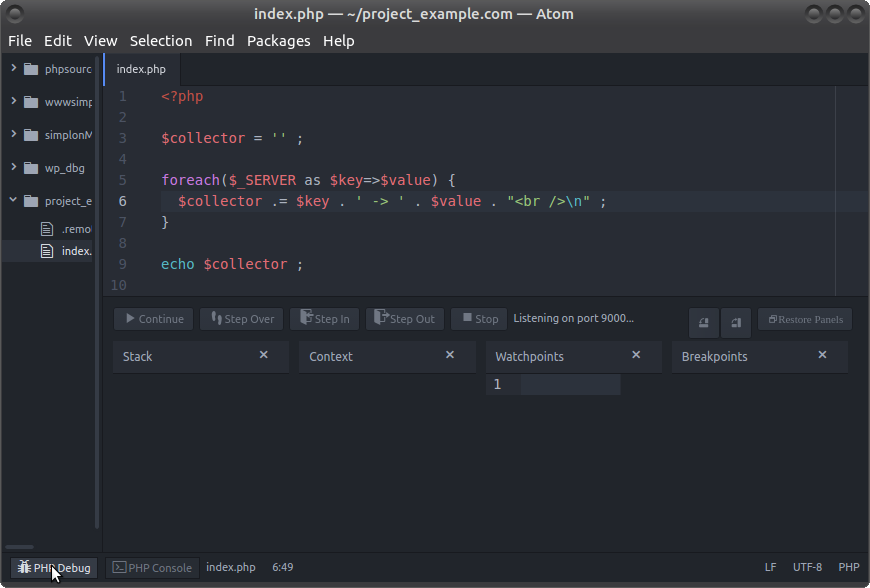 index.php — ~/project_example.com — Atom
File Edit View Selection Find Packages Help
phpsourc
wwwsimp
simplonM
wp_dbg
project_e
.remo
index.
index.php
1 <?php
2
3 $collector = '' ;
4
5 foreach($_SERVER as $key=>$value) {
6 $collector .= $key . ' -> ' . $value . "<br />\n" ;
7 }
8
9 echo $collector ;
10
Continue Step Over Step In Step Out Stop Listening on port 9000... Restore Panels
Stack × Context × Watchpoints × Breakpoints ×
1
PHP Debug PHP Console index.php 6:49 LF UTF-8 PHP